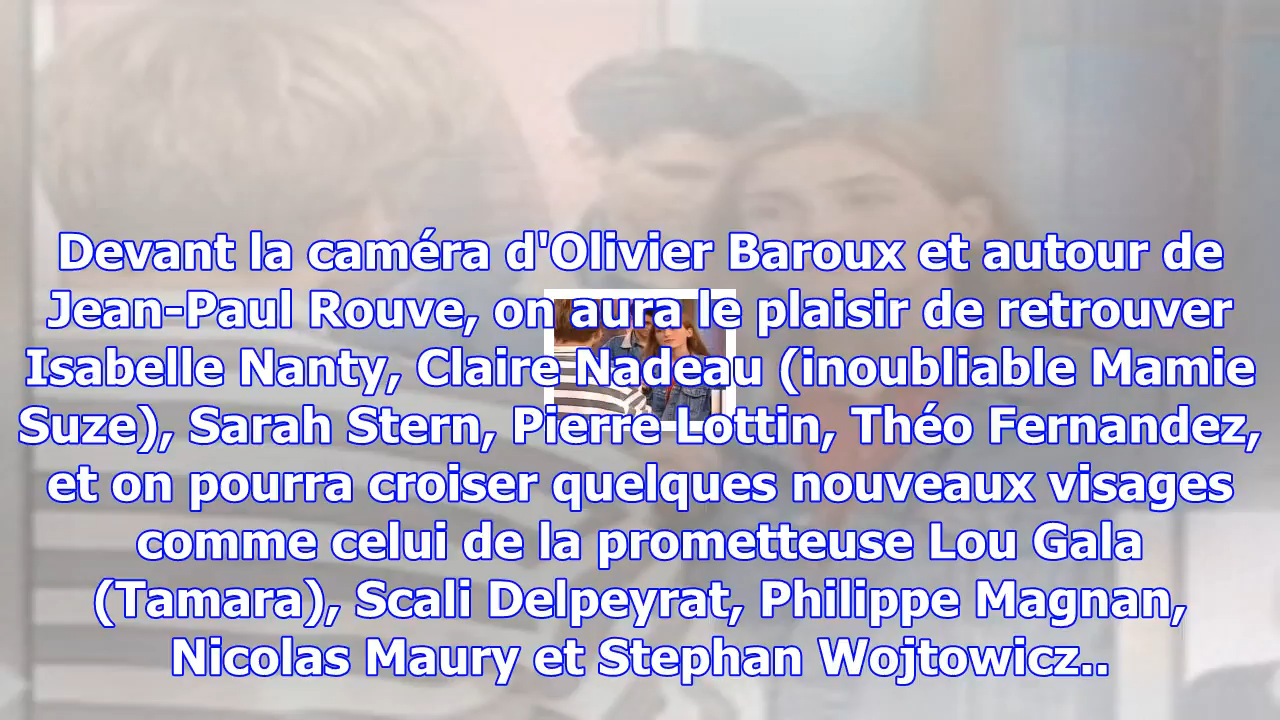 Devant la caméra d'Olivier Baroux et autour de
Jean-Paul Rouve, on aura le plaisir de retrouver
Isabelle Nanty, Claire Nadeau (inoubliable Mamie
Suze), Sarah Stern, Pierre Lottin, Théo Fernandez,
et on pourra croiser quelques nouveaux visages
comme celui de la prometteuse Lou Gala
(Tamara), Scali Delpeyrat, Philippe Magnan,
Nicolas Maury et Stephan Wojtowicz..